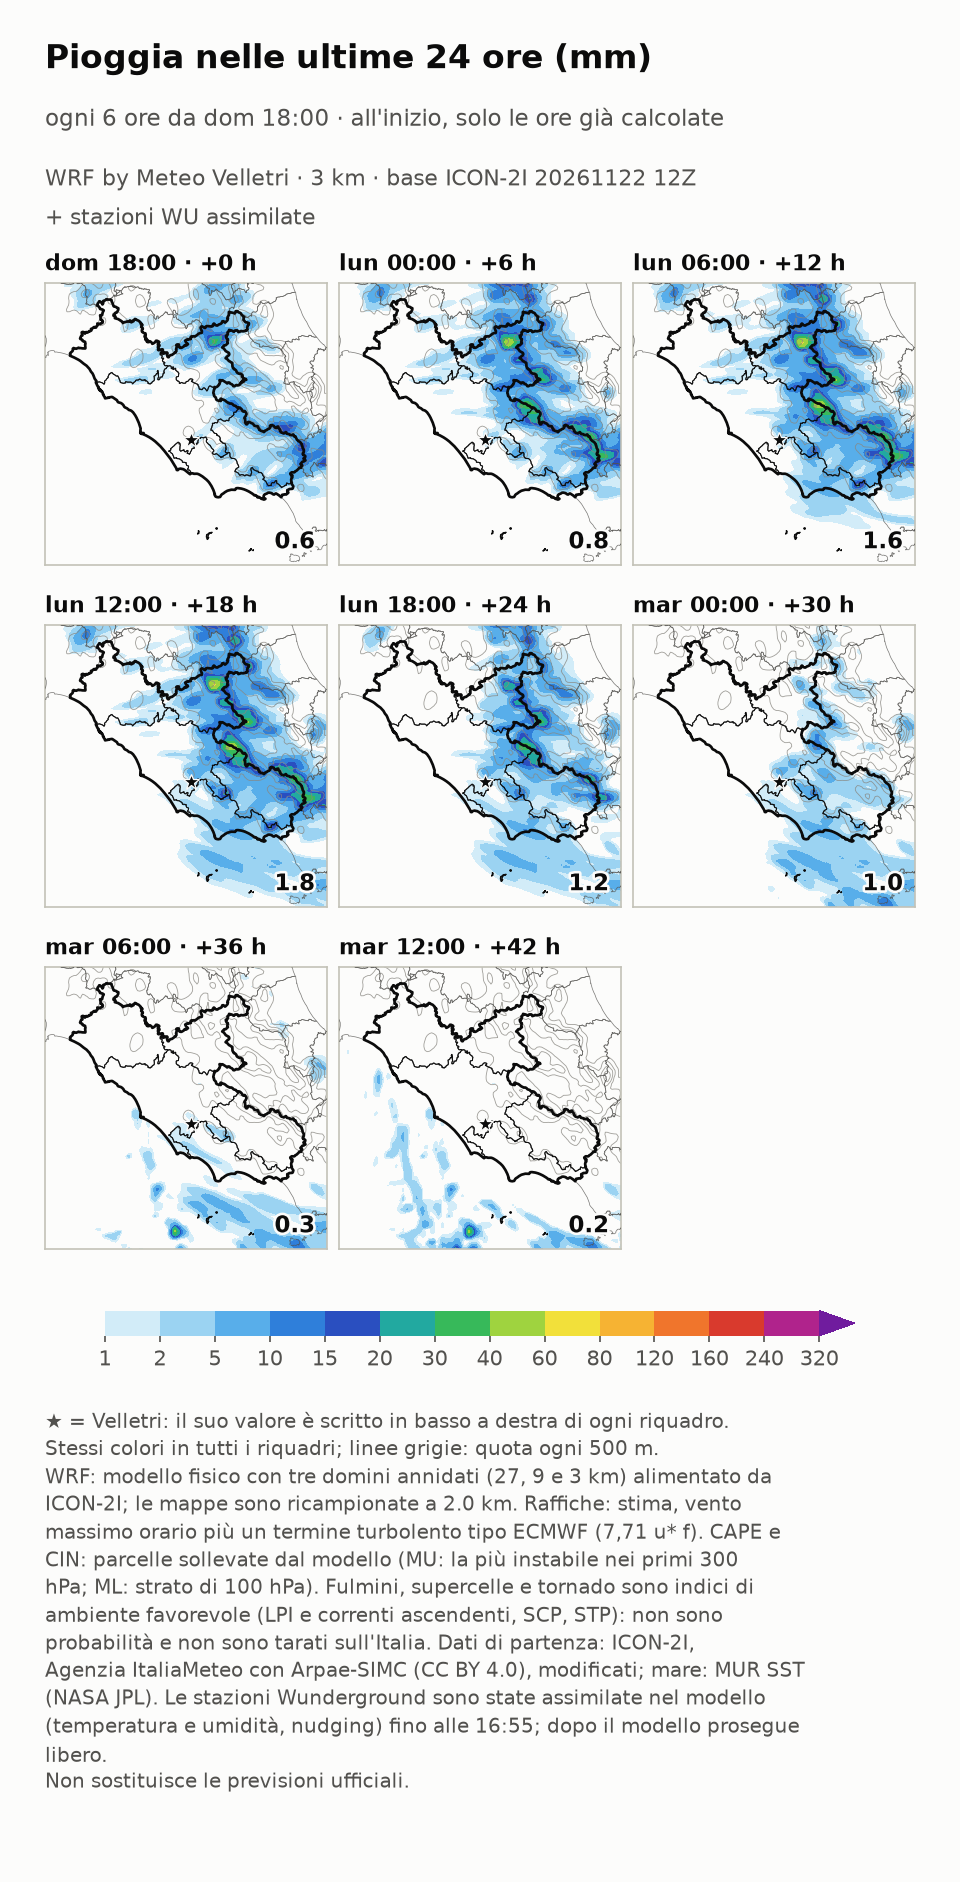 Pioggia nelle ultime 24 ore (mm)
ogni 6 ore da dom 18:00 · all'inizio, solo le ore già calcolate
WRF by Meteo Velletri · 3 km · base ICON-2I 20261122 12Z
+ stazioni WU assimilate
dom 18:00 · +0 h
lun 00:00 · +6 h
lun 06:00 · +12 h
0.6
0.8
1.6
lun 12:00 · +18 h
lun 18:00 · +24 h
mar 00:00 · +30 h
1.8
1.2
1.0
mar 06:00 · +36 h
mar 12:00 · +42 h
0.3
0.2
1 2 5 10 15 20 30 40 60 80 120 160 240 320
★ = Velletri: il suo valore è scritto in basso a destra di ogni riquadro.
Stessi colori in tutti i riquadri; linee grigie: quota ogni 500 m.
WRF: modello fisico con tre domini annidati (27, 9 e 3 km) alimentato da
ICON-2I; le mappe sono ricampionate a 2.0 km. Raffiche: stima, vento
massimo orario più un termine turbolento tipo ECMWF (7,71 u* f). CAPE e
CIN: parcelle sollevate dal modello (MU: la più instabile nei primi 300
hPa; ML: strato di 100 hPa). Fulmini, supercelle e tornado sono indici di
ambiente favorevole (LPI e correnti ascendenti, SCP, STP): non sono
probabilità e non sono tarati sull'Italia. Dati di partenza: ICON-2I,
Agenzia ItaliaMeteo con Arpae-SIMC (CC BY 4.0), modificati; mare: MUR SST
(NASA JPL). Le stazioni Wunderground sono state assimilate nel modello
(temperatura e umidità, nudging) fino alle 16:55; dopo il modello prosegue
libero.
Non sostituisce le previsioni ufficiali.